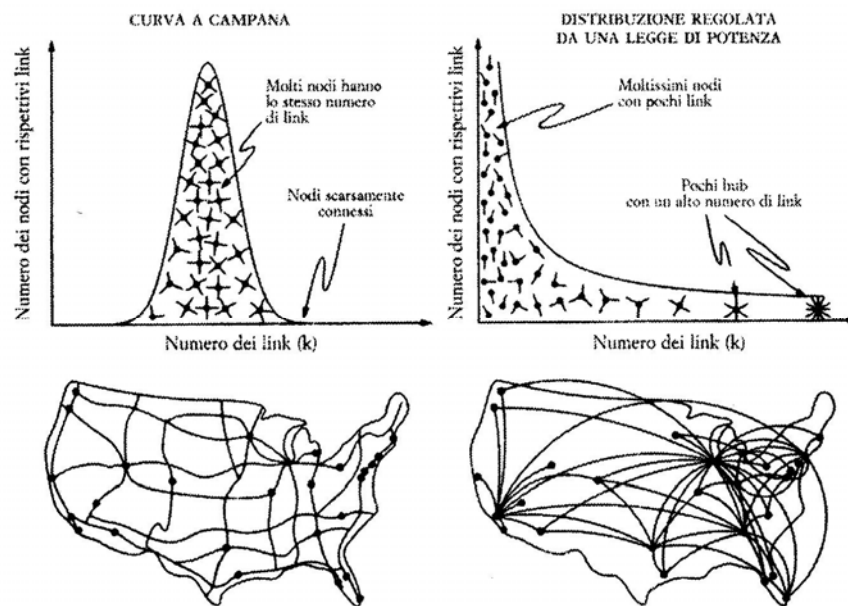 CURVA A CAMPANA
Numero dei nodi con rispettivi link
Molti nodi hanno
lo stesso numero
di link
Nodi scarsamente
connessi
Numero dei link (k)
DISTRIBUZIONE REGOLATA
DA UNA LEGGE DI POTENZA
Numero dei nodi con rispettivi link
Moltissimi nodi
con pochi link
Pochi hub
con un alto numero di link
Numero dei link (k)